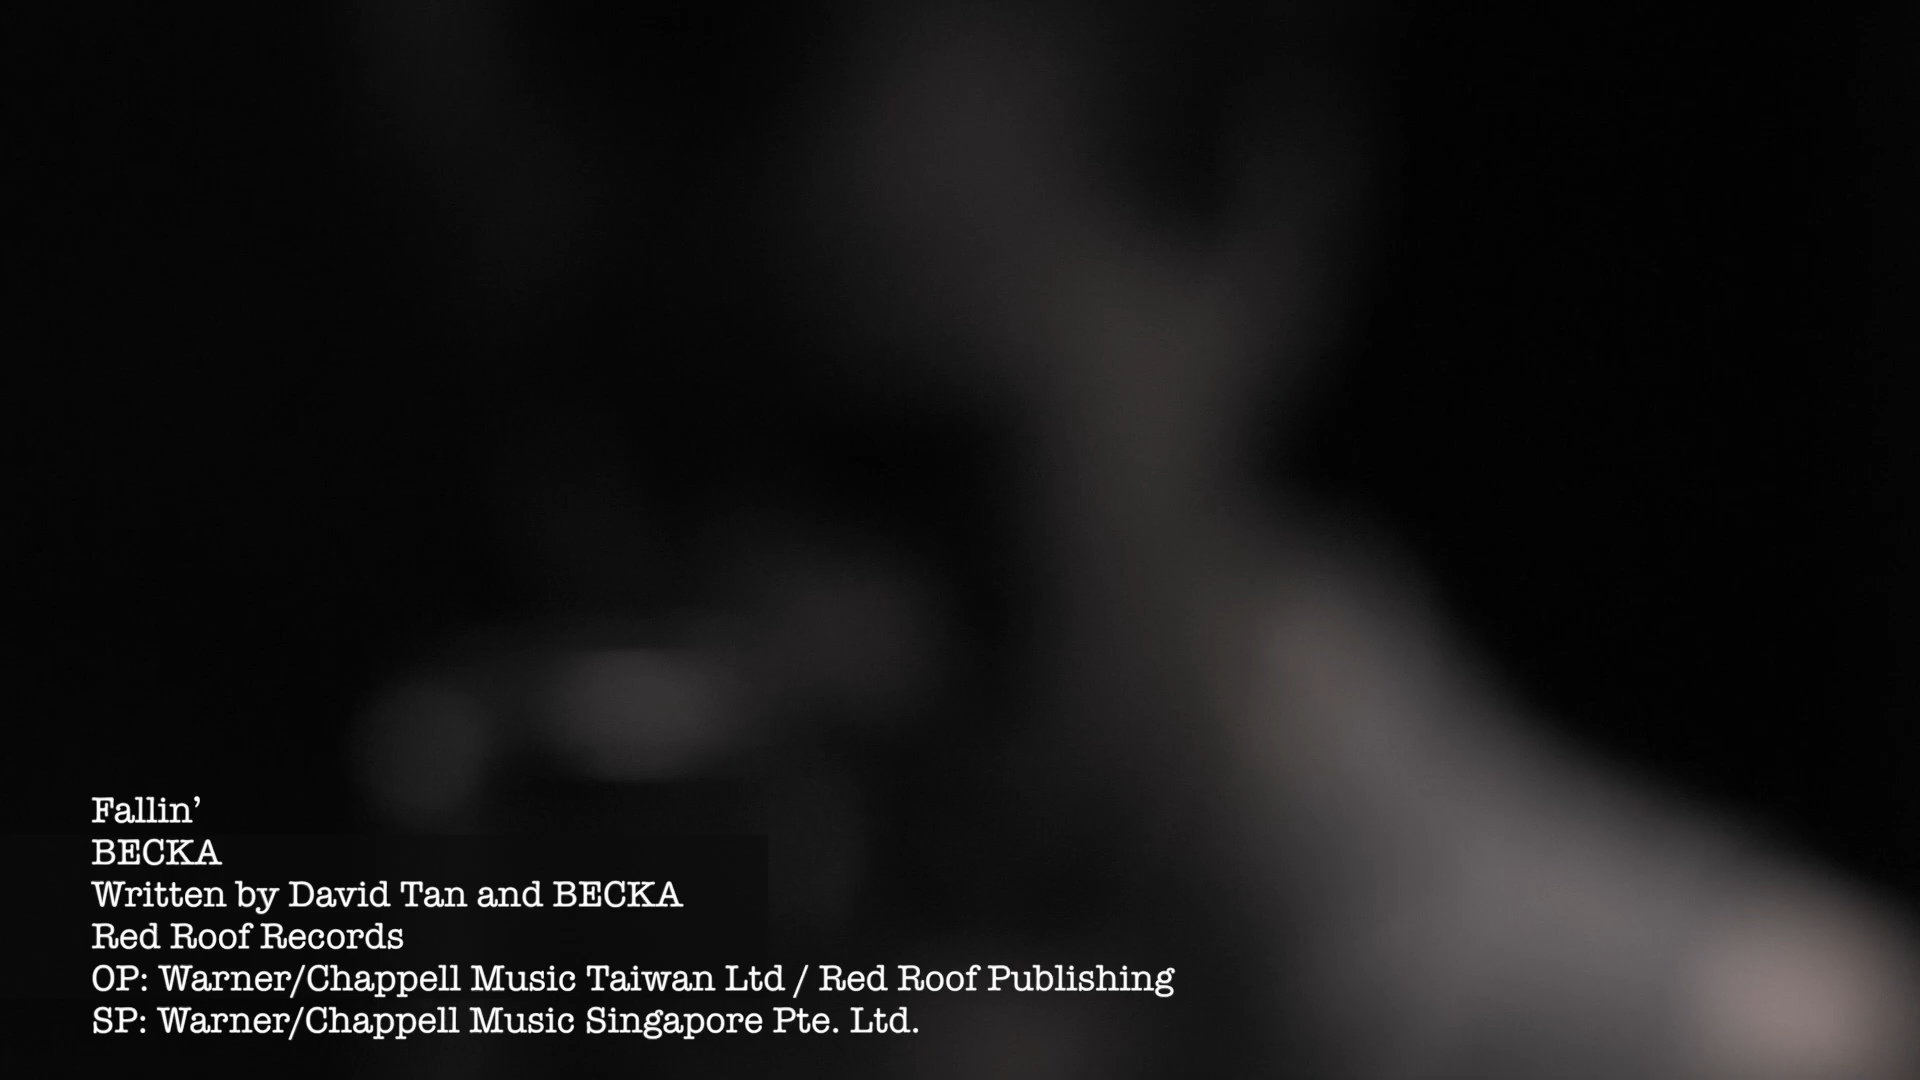 Fallin’
BECKA
Written by David Tan and BECKA
Red Roof Records
OP: Warner/Chappell Music Taiwan Ltd / Red Roof Publishing
SP: Warner/Chappell Music Singapore Pte. Ltd.